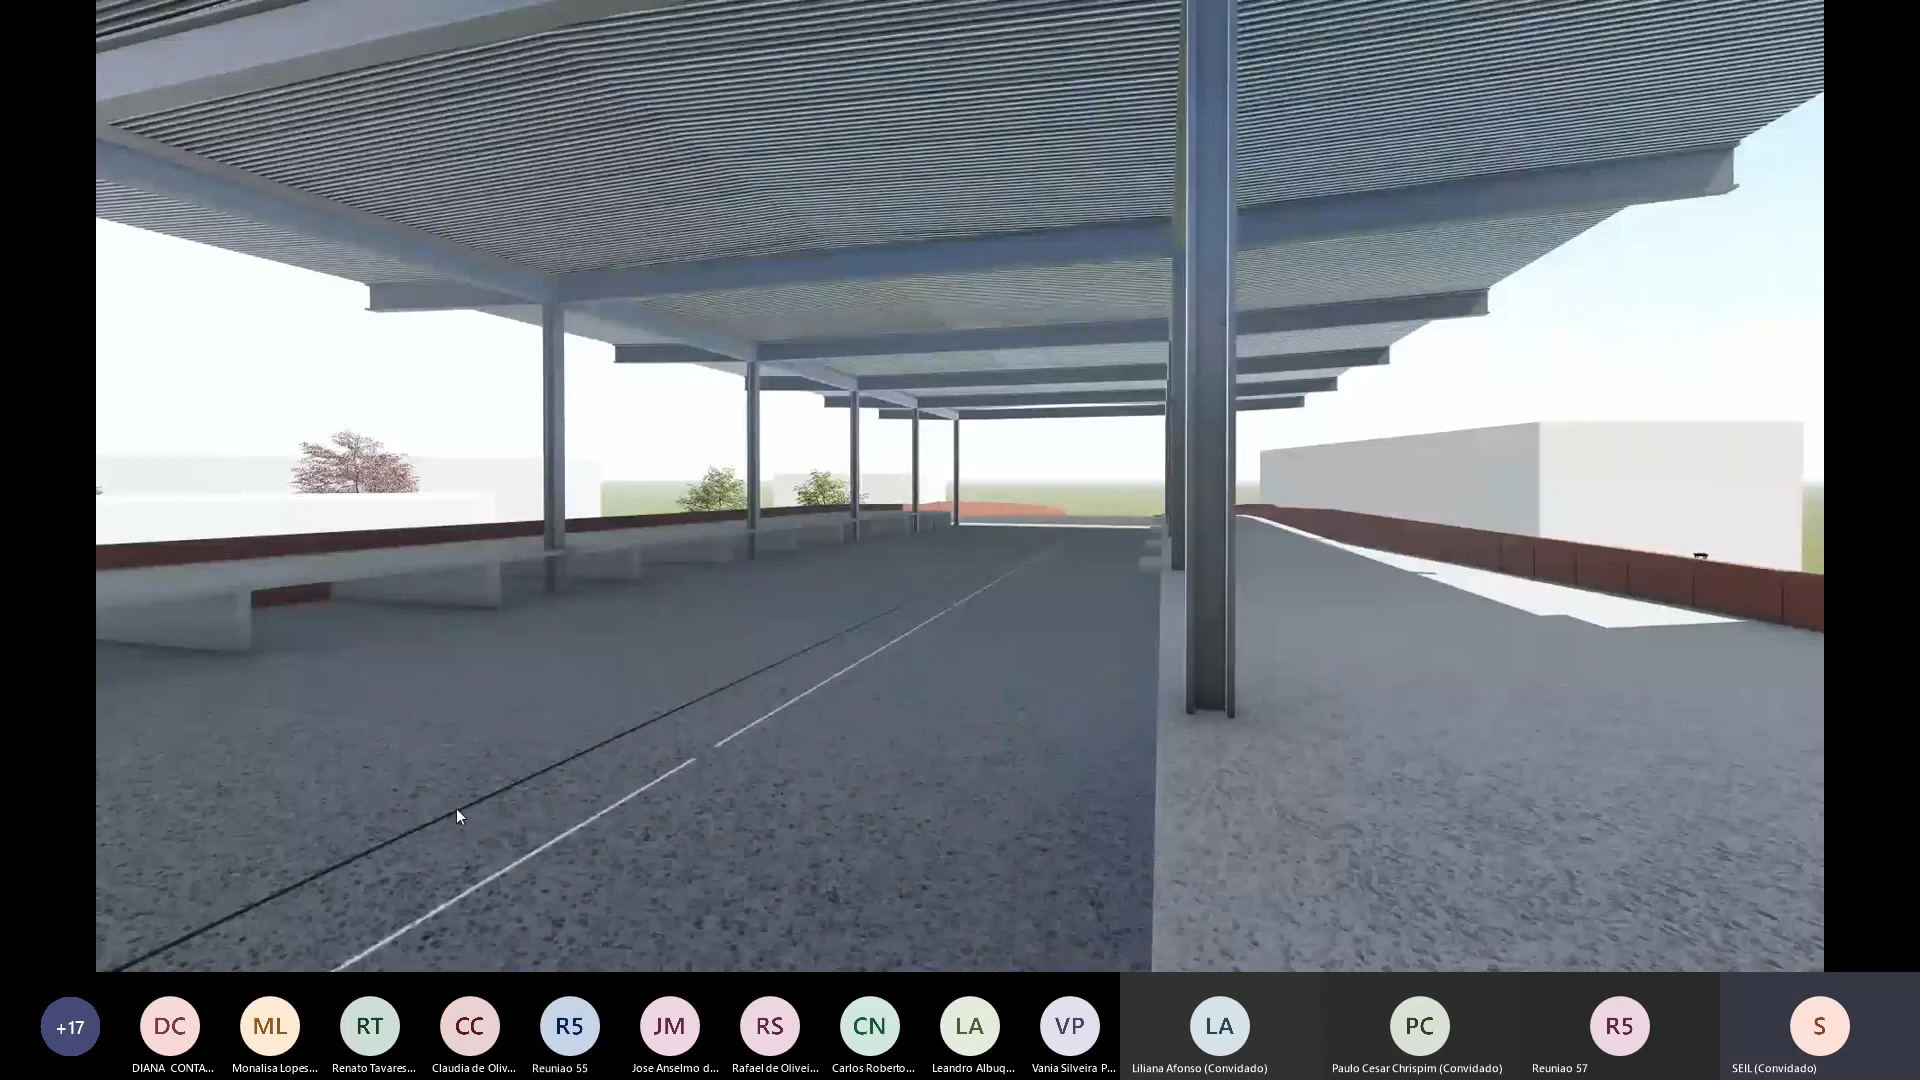 +17
DC
ML
RT
CC
R5
JM
RS
CN
LA
VP
LA
PC
R5
S
DIANA CONTA...
Monalisa Lopes...
Renato Tavares...
Claudia de Oliv...
Reuniao 55
Jose Anselmo d...
Rafael de Olivei...
Carlos Roberto...
Leandro Albuq...
Vania Silveira P...
Liliana Afonso (Convidado)
Paulo Cesar Chrispim (Convidado)
Reuniao 57
SEIL (Convidado)